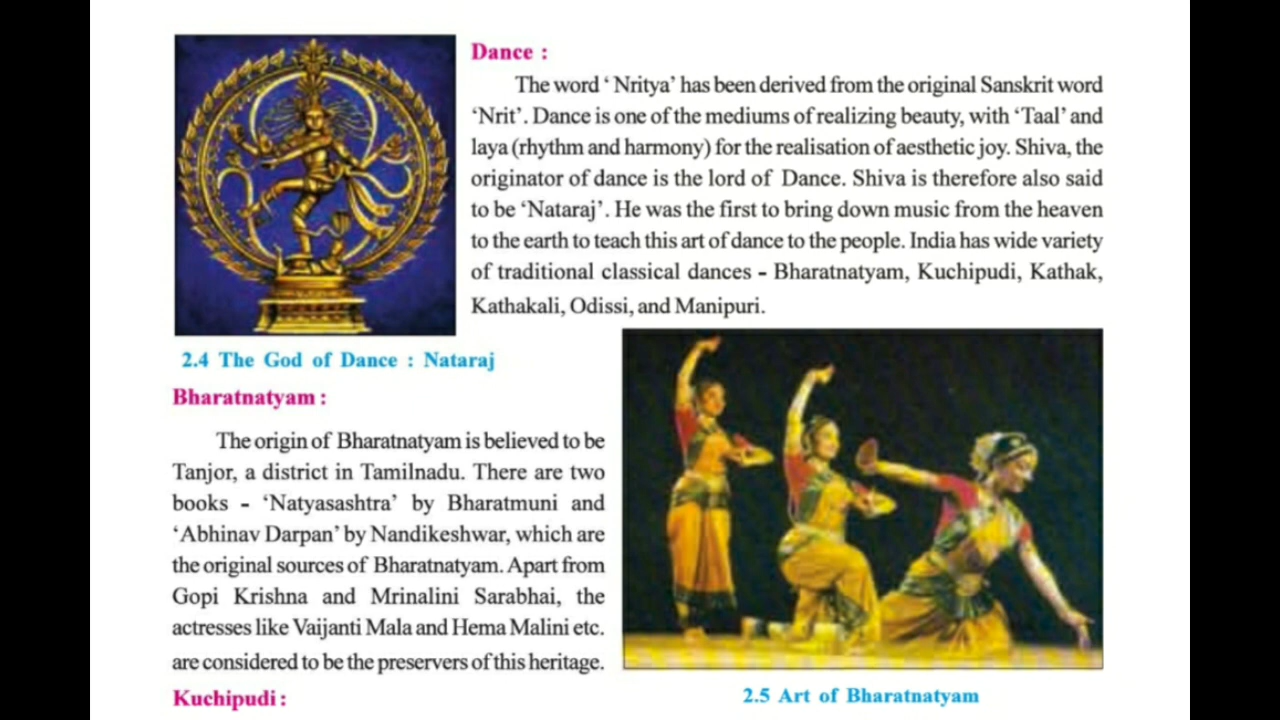 Dance :
The word ‘ Nritya’ has been derived from the original Sanskrit word
‘Nrit’. Dance is one of the mediums of realizing beauty, with ‘Taal’ and
laya (rhythm and harmony) for the realisation of aesthetic joy. Shiva, the
originator of dance is the lord of Dance. Shiva is therefore also said
to be ‘Nataraj’. He was the first to bring down music from the heaven
to the earth to teach this art of dance to the people. India has wide variety
of traditional classical dances - Bharatnatyam, Kuchipudi, Kathak,
Kathakali, Odissi, and Manipuri.
2.4 The God of Dance : Nataraj
Bharatnatyam :
The origin of Bharatnatyam is believed to be
Tanjor, a district in Tamilnadu. There are two
books - ‘Natyasashtra’ by Bharatmuni and
‘Abhinav Darpan’ by Nandikeshwar, which are
the original sources of Bharatnatyam. Apart from
Gopi Krishna and Mrinalini Sarabhai, the
actresses like Vaijanti Mala and Hema Malini etc.
are considered to be the preservers of this heritage.
2.5 Art of Bharatnatyam
Kuchipudi :